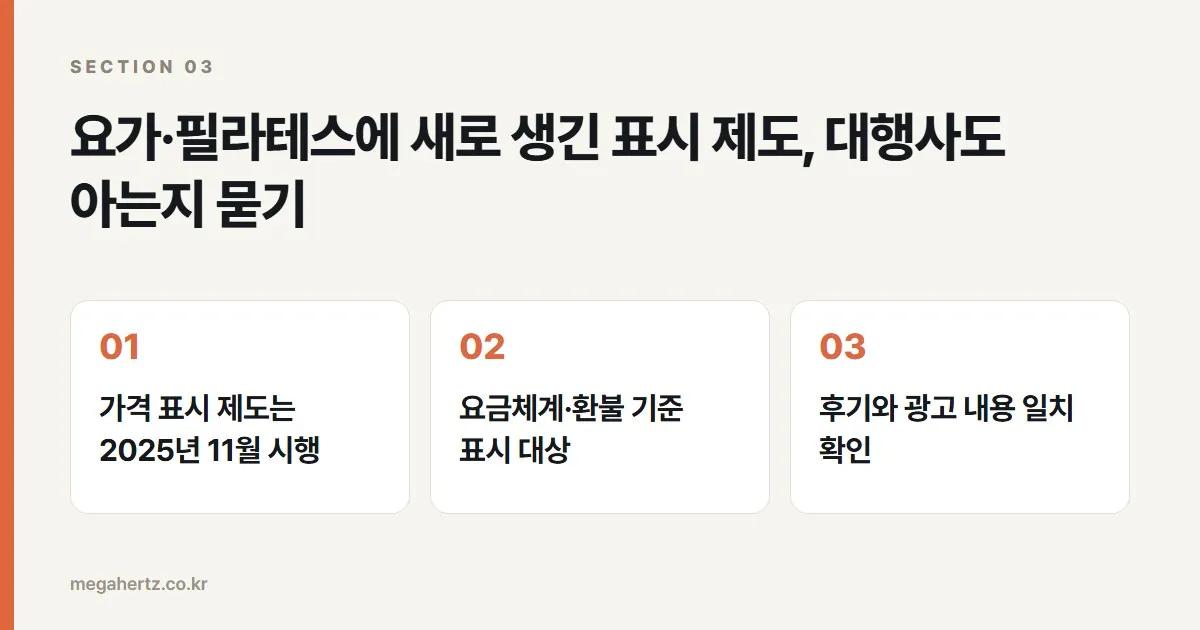 SECTION 03
요가·필라테스에 새로 생긴 표시 제도, 대행사도
아는지 묻기
01
가격 표시 제도는
2025년 11월 시행
02
요금체계·환불 기준
표시 대상
03
후기와 광고 내용 일치
확인
megahertz.co.kr